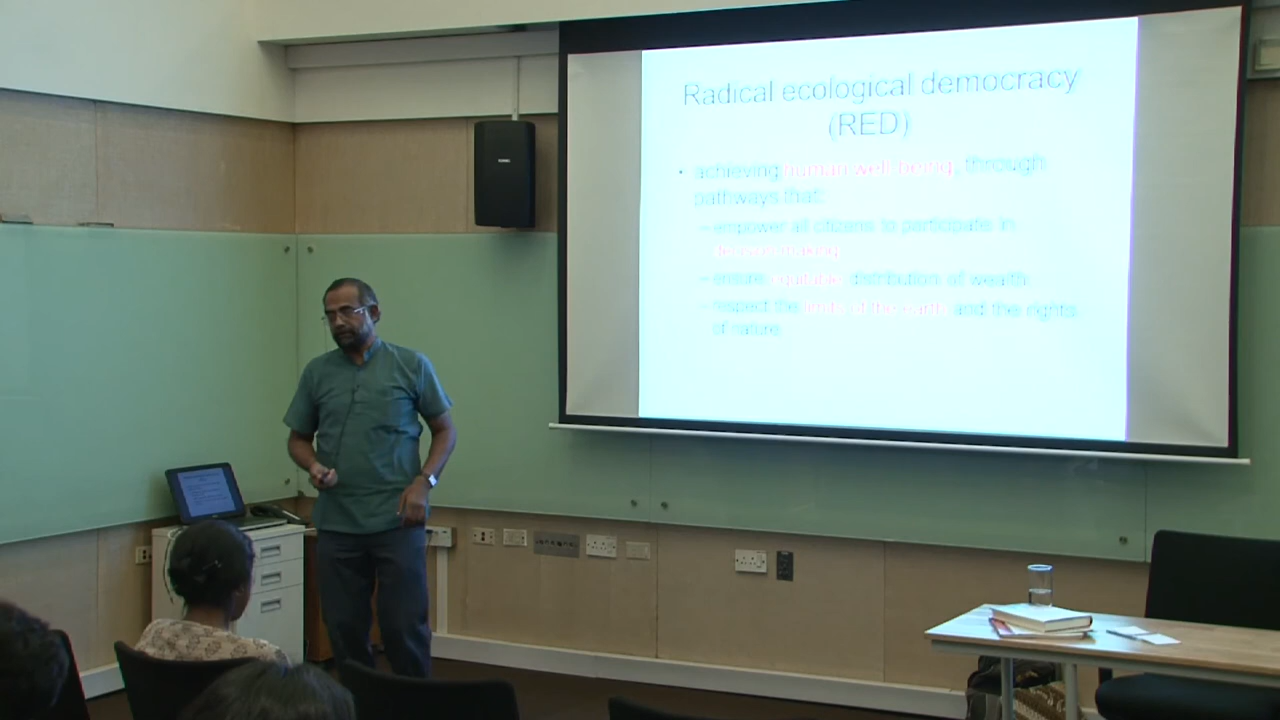 Radical ecological democracy
(RED)
• achieving human well-being, through
pathways that:
– empower all citizens to participate in
decision-making
– ensure equitable distribution of wealth
– respect the limits of the earth and the rights
of nature